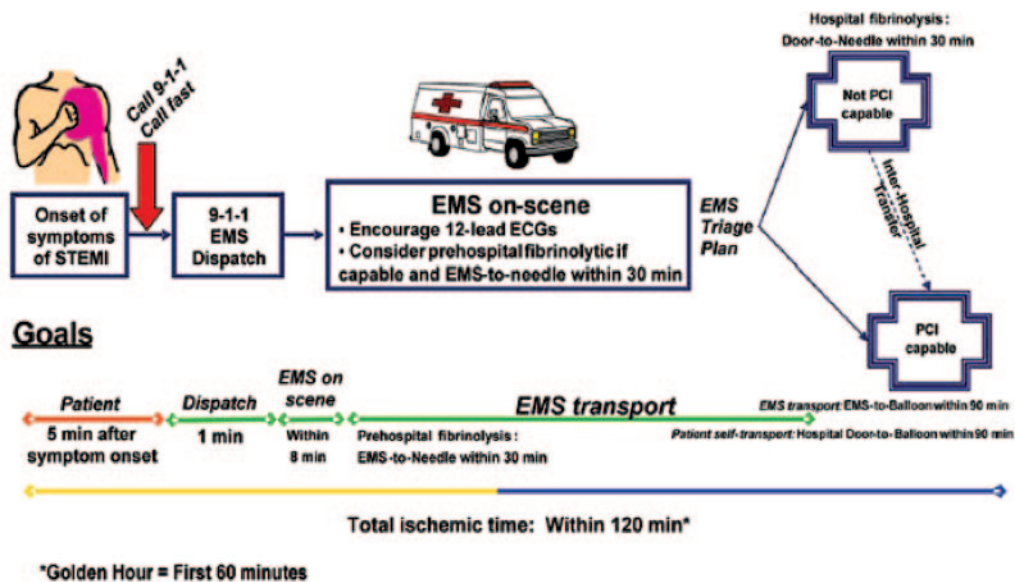 Hospital fibrinolysis:
Door-to-Needle within 30 min
Call 9-1-1
Call fast
Not PCI
capable
Onset of
symptoms
of STEMI
9-1-1
EMS
Dispatch
EMS on-scene
• Encourage 12-lead ECGs
• Consider prehospital fibrinolytic if
capable and EMS-to-needle within 30 min
EMS
Triage
Plan
Inter-Hospital
Transfer
PCI
capable
Goals
Patient
5 min after
symptom onset
Dispatch
1 min
EMS on
scene
Within
8 min
EMS transport
Prehospital fibrinolysis:
EMS-to-Needle within 30 min
EMS transport: EMS-to-Balloon within 90 min
Patient self-transport: Hospital Door-to-Balloon within 90 min
Total ischemic time: Within 120 min*
*Golden Hour = First 60 minutes